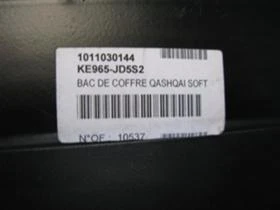 1011030144
KE965-JD5S2
BAC DE COFFRE QASHQAI SOFT
N°OF : 10537